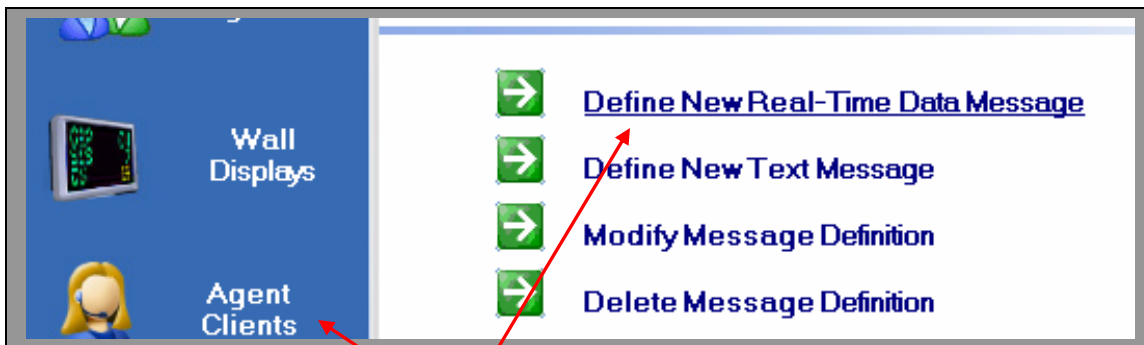 Wall
Displays
Agent
Clients
Define New Real-Time Data Message
Define New Text Message
Modify Message Definition
Delete Message Definition